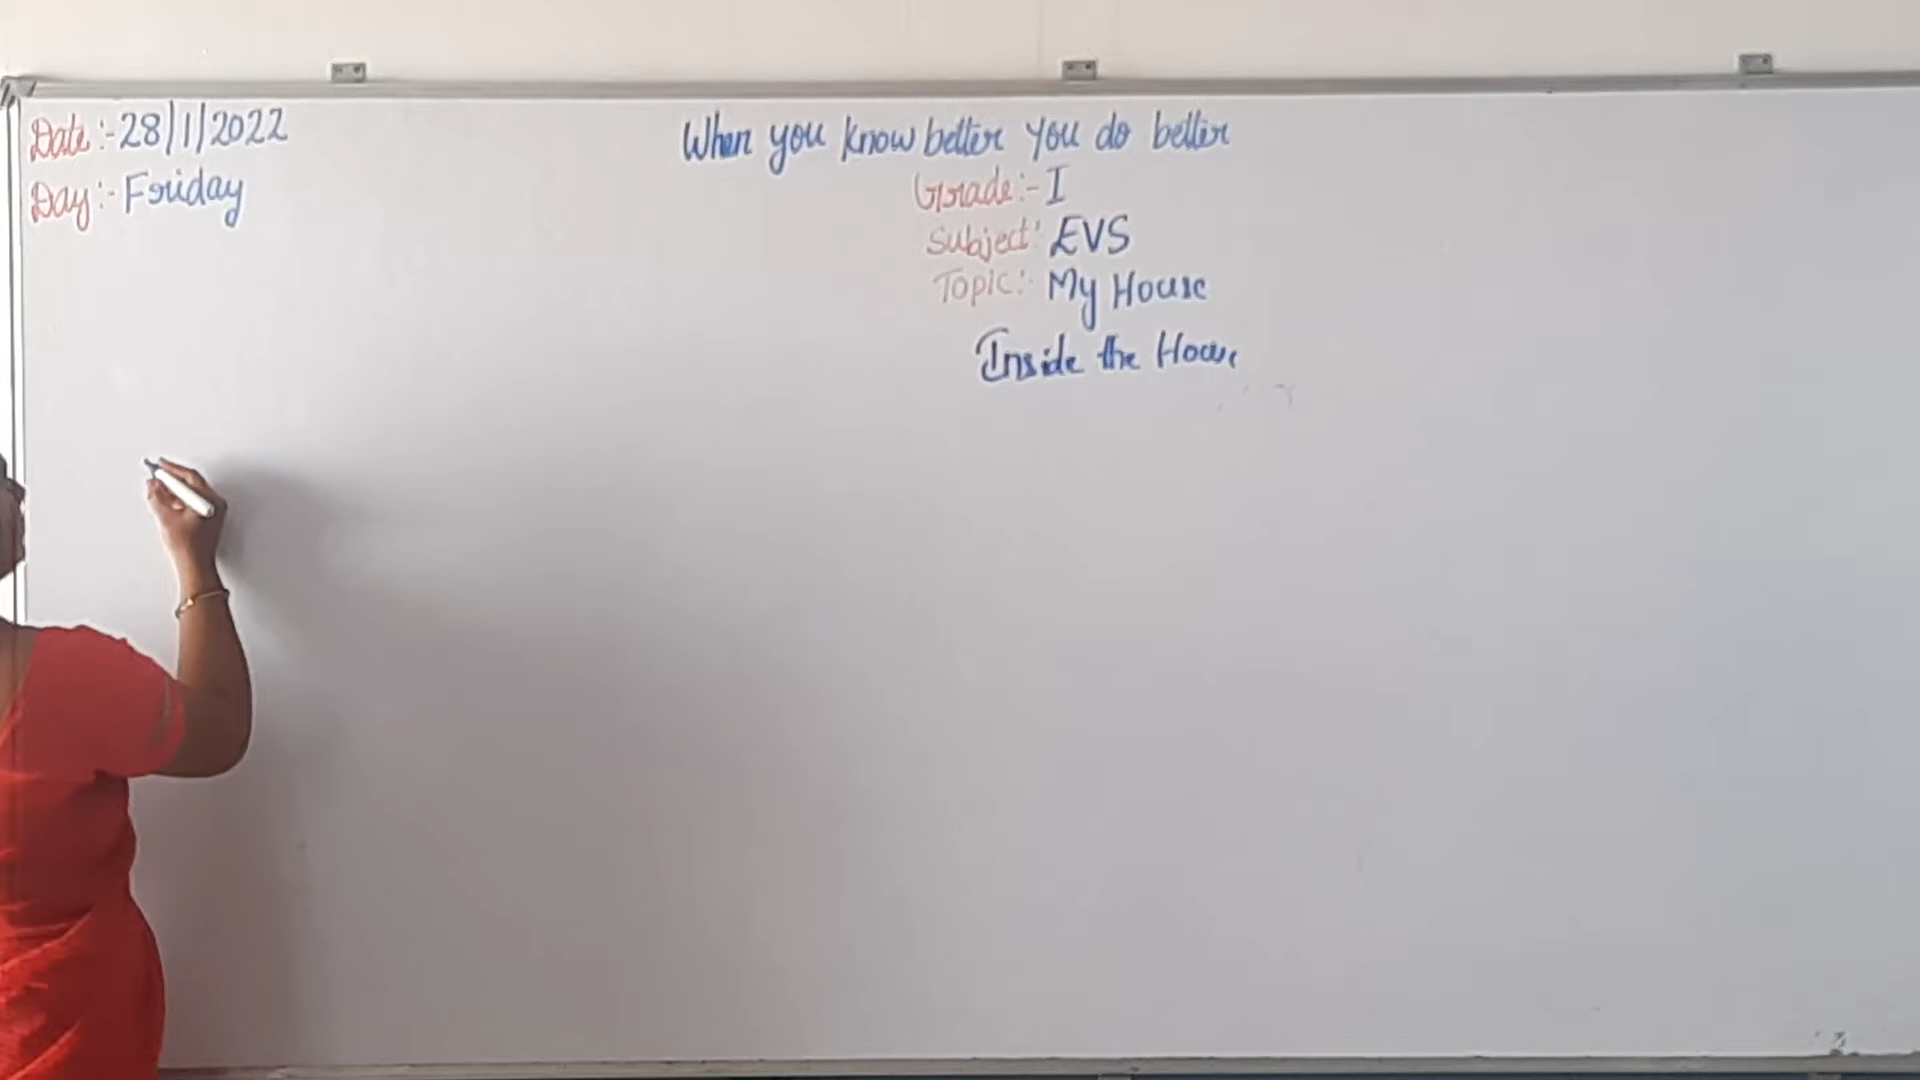 Date:-28/1/2022
Day:-Friday
When you know better you do better
Grade:-I
Subject: EVS
Topic:- My House
Inside the House